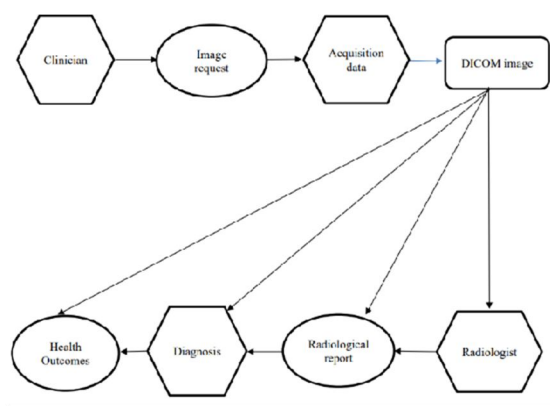 Clinician
Image
request
Acquisition
data
DICOM image
Health
Outcomes
Diagnosis
Radiological
report
Radiologist